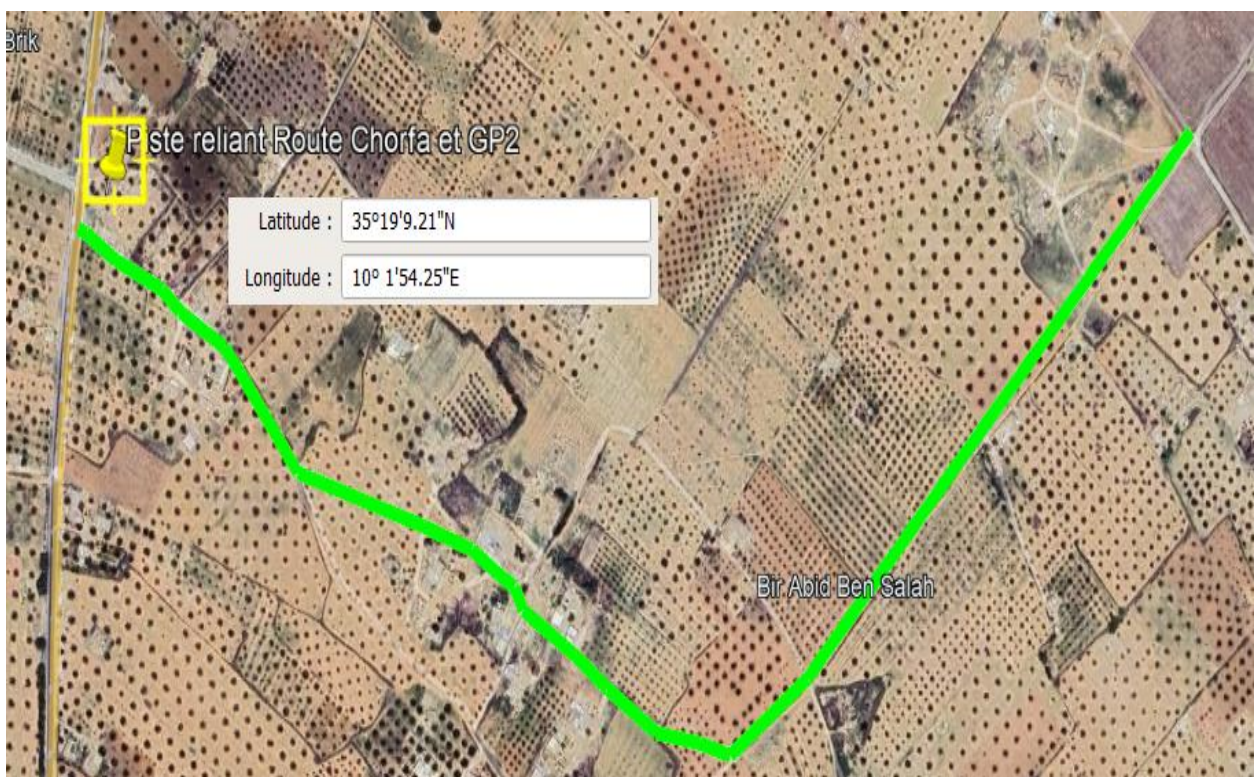 Brik
Piste reliant Route Chorfa et GP2
Latitude : 35°19'9.21"N
Longitude : 10° 1'54.25"E
Bir Abid Ben Salah